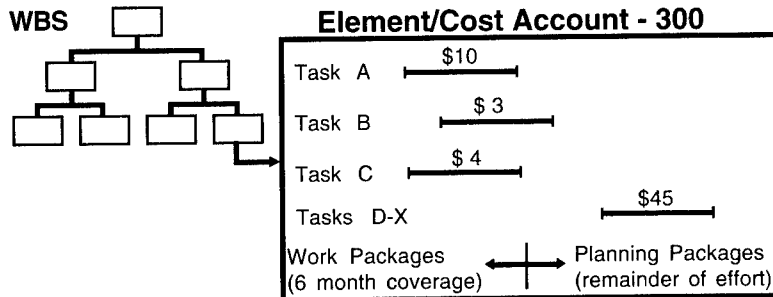 WBS
Element/Cost Account - 300
Task A $10
Task B $ 3
Task C $ 4
Tasks D-X $45
Work Packages Planning Packages
(6 month coverage) (remainder of effort)